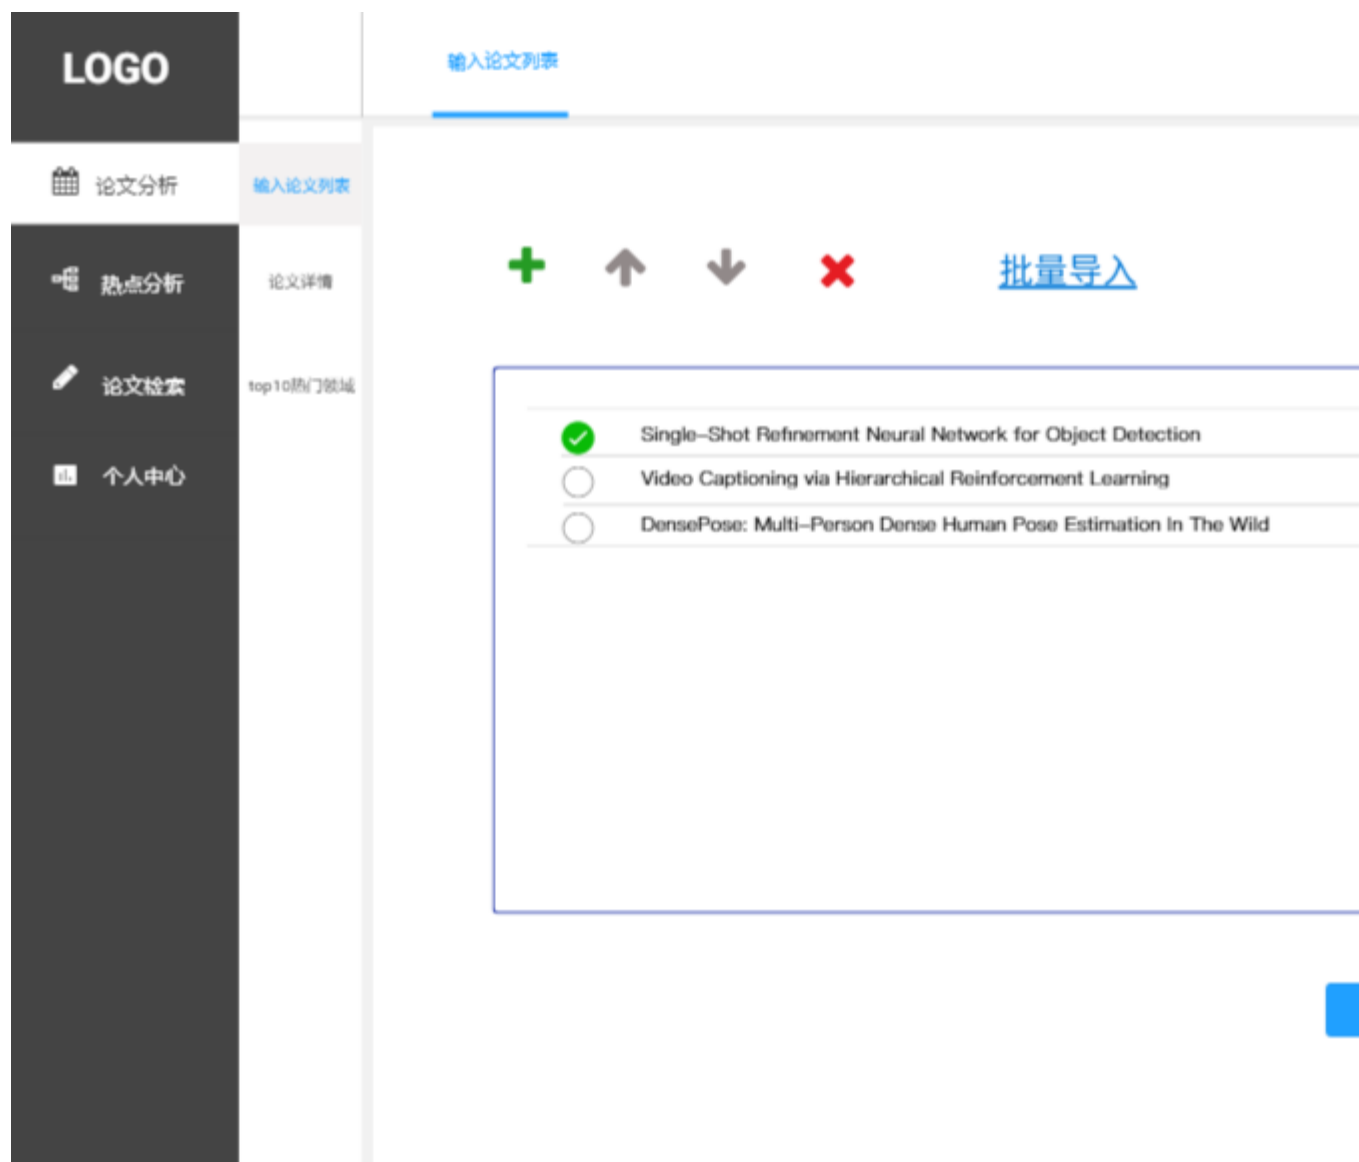 LOGO
输入论文列表
论文分析
输入论文列表
热点分析
论文详情
批量导入
论文检索
top10热门领域
个人中心
Single-Shot Refinement Neural Network for Object Detection
Video Captioning via Hierarchical Reinforcement Learning
DensePose: Multi-Person Dense Human Pose Estimation In The Wild